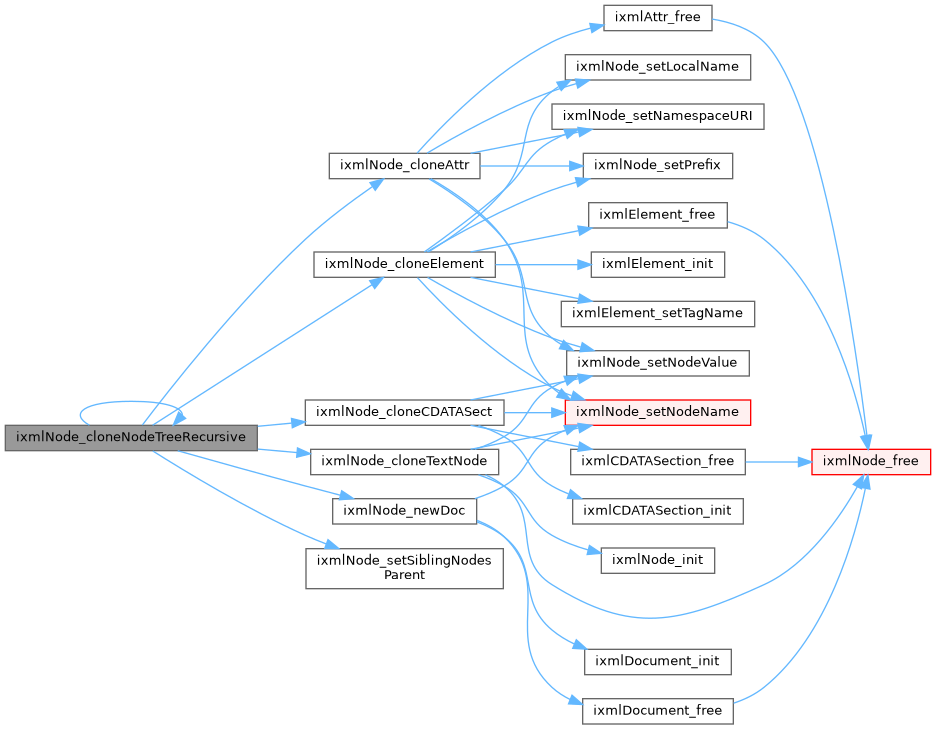 ixmlNode_cloneNodeTreeRecursive
ixmlNode_cloneAttr
ixmlNode_cloneElement
ixmlNode_cloneCDATASect
ixmlNode_cloneTextNode
ixmlNode_newDoc
ixmlNode_setSiblingNodes
Parent
ixmlAttr_free
ixmlNode_setLocalName
ixmlNode_setNamespaceURI
ixmlNode_setPrefix
ixmlElement_free
ixmlElement_init
ixmlElement_setTagName
ixmlNode_setNodeValue
ixmlNode_setNodeName
ixmlCDATASection_free
ixmlCDATASection_init
ixmlNode_init
ixmlDocument_init
ixmlDocument_free
ixmlNode_free